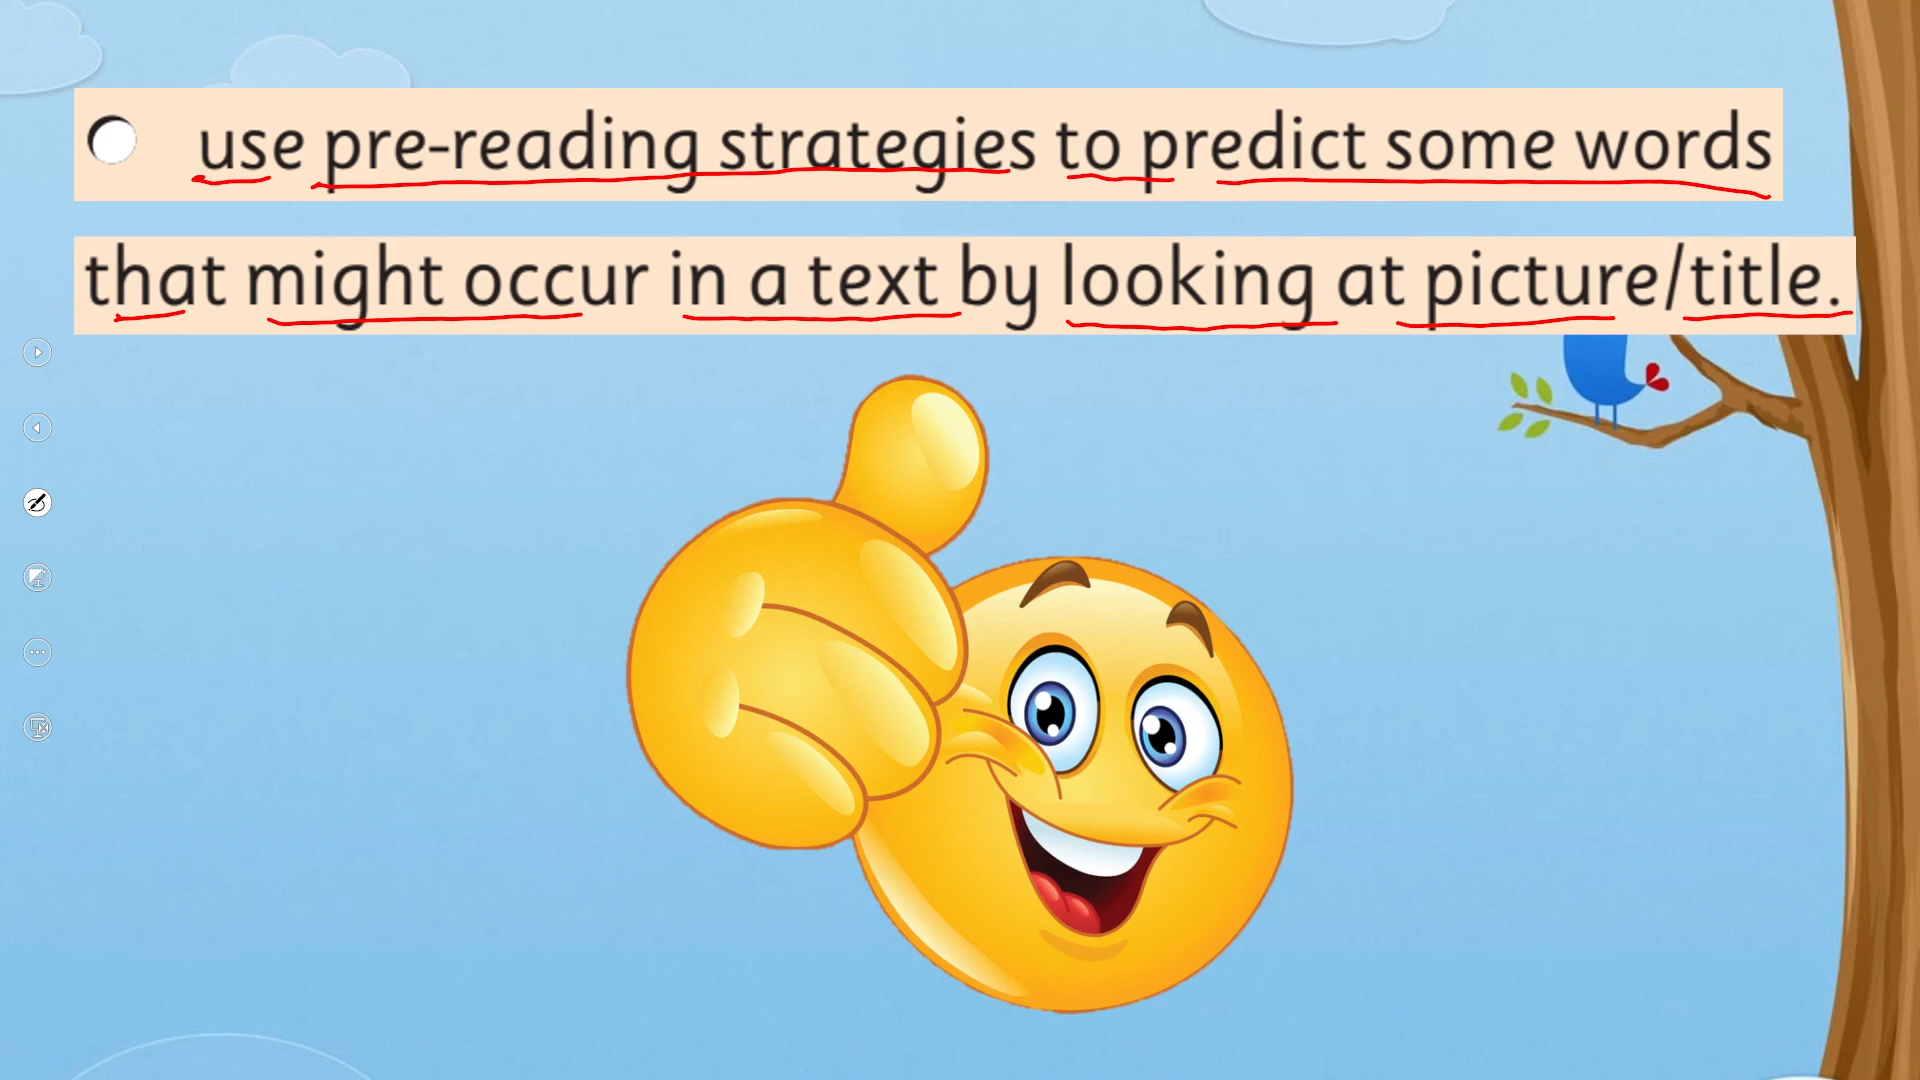 use pre-reading strategies to predict some words
that might occur in a text by looking at picture/title.